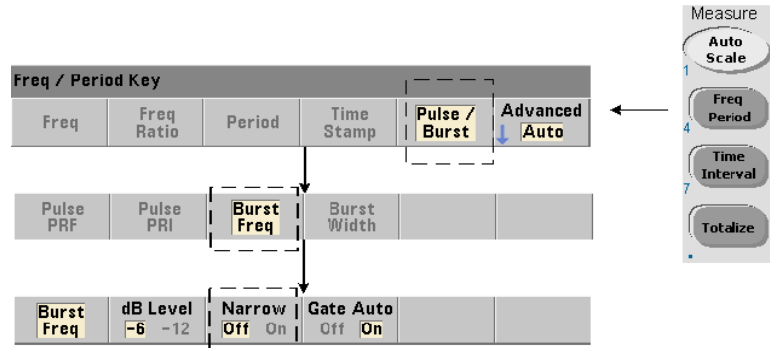 Measure
Auto
Scale
1
Freq
Period
4
Time
Interval
7
Totalize
.
Freq / Period Key
Freq
Freq
Ratio
Period
Time
Stamp
Pulse /
Burst
Advanced
Auto
Pulse
PRF
Pulse
PRI
Burst
Freq
Burst
Width
Burst
Freq
dB Level
-6 -12
Narrow
Off On
Gate Auto
Off On